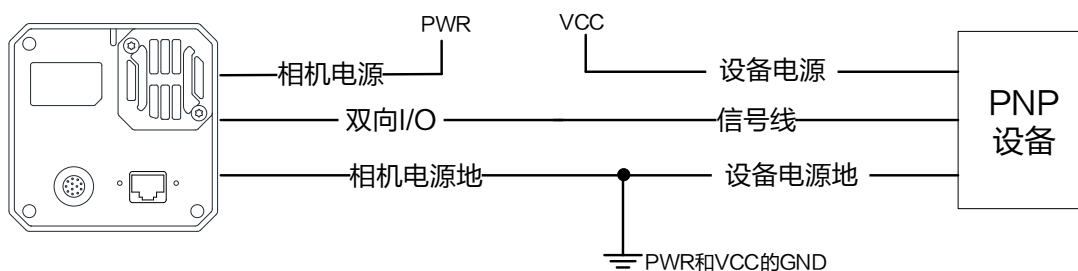 PWR
VCC
相机电源
设备电源
双向I/O
信号线
PNP
设备
相机电源地
设备电源地
PWR和VCC的GND